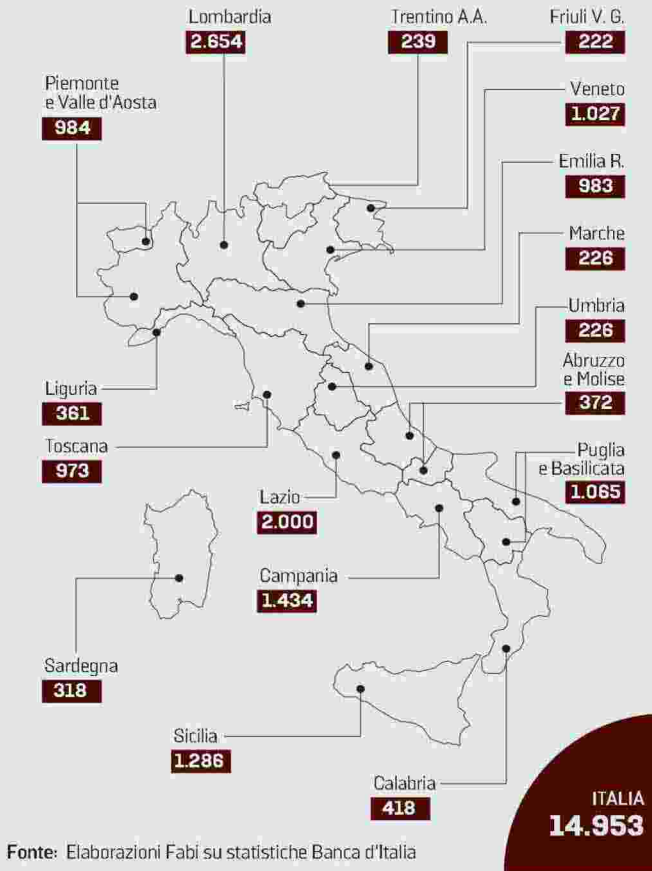 Lombardia
2.654
Trentino A.A.
239
Friuli V. G.
222
Piemonte
e Valle d'Aosta
984
Veneto
1.027
Emilia R.
983
Marche
226
Umbria
226
Abruzzo
e Molise
372
Liguria
361
Toscana
973
Puglia
e Basilicata
1.065
Lazio
2.000
Campania
1.434
Sardegna
318
Sicilia
1.286
Calabria
418
ITALIA
14.953
Fonte: Elaborazioni Fabi su statistiche Banca d'Italia